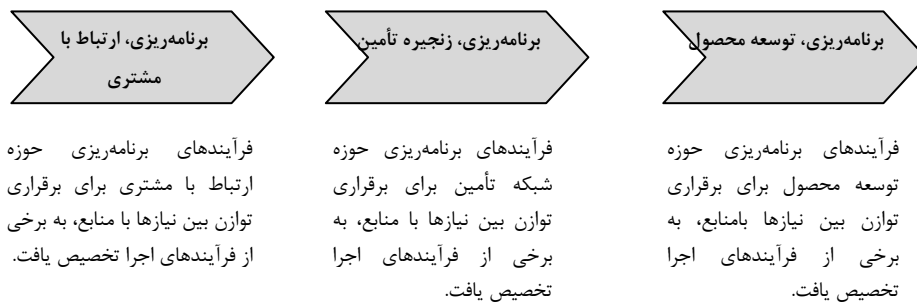 برنامه‌ریزی، توسعه محصول
فرآیندهای برنامه‌ریزی حوزه
توسعه محصول برای برقراری
توازن بین نیازها بامنابع، به
برخی از فرآیندهای اجرا
تخصیص یافت.
برنامه‌ریزی، زنجیره تأمین
فرآیندهای برنامه‌ریزی حوزه
شبکه تأمین برای برقراری
توازن بین نیازها با منابع، به
برخی از فرآیندهای اجرا
تخصیص یافت.
برنامه‌ریزی، ارتباط با
مشتری
فرآیندهای برنامه‌ریزی حوزه
ارتباط با مشتری برای برقراری
توازن بین نیازها با منابع، به برخی
از فرآیندهای اجرا تخصیص یافت.